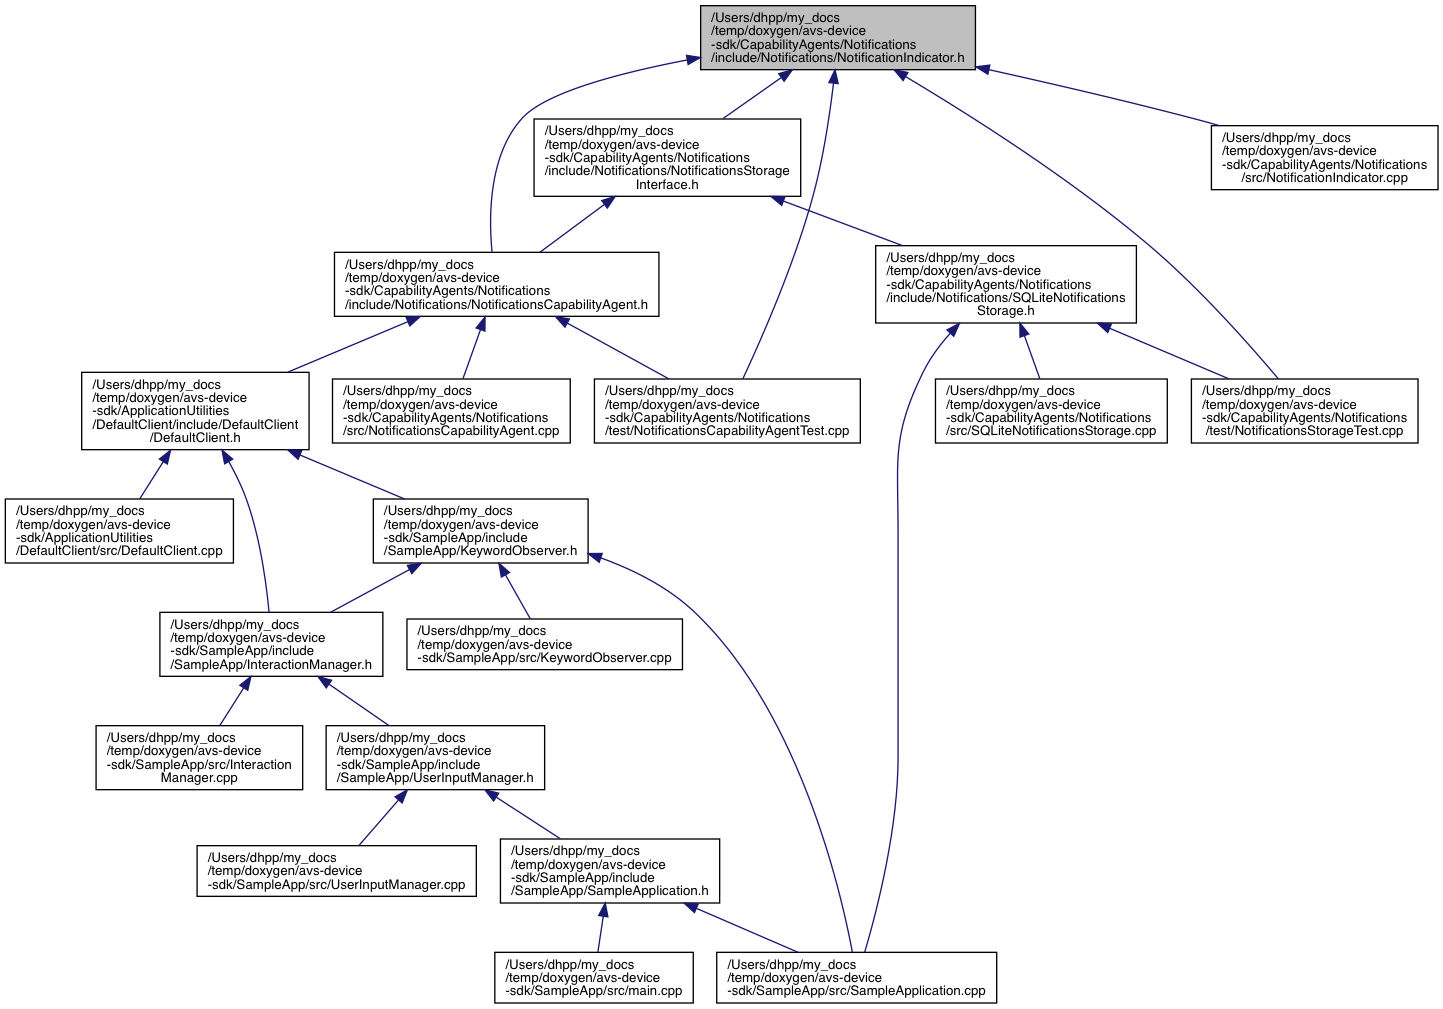 /Users/dhpp/my_docs
/temp/doxygen/avs-device
-sdk/CapabilityAgents/Notifications
/include/Notifications/NotificationIndicator.h
/Users/dhpp/my_docs
/temp/doxygen/avs-device
-sdk/CapabilityAgents/Notifications
/include/Notifications/NotificationsStorage
Interface.h
/Users/dhpp/my_docs
/temp/doxygen/avs-device
-sdk/CapabilityAgents/Notifications
/src/NotificationIndicator.cpp
/Users/dhpp/my_docs
/temp/doxygen/avs-device
-sdk/CapabilityAgents/Notifications
/include/Notifications/NotificationsCapabilityAgent.h
/Users/dhpp/my_docs
/temp/doxygen/avs-device
-sdk/CapabilityAgents/Notifications
/include/Notifications/SQLiteNotifications
Storage.h
/Users/dhpp/my_docs
/temp/doxygen/avs-device
-sdk/ApplicationUtilities
/DefaultClient/include/DefaultClient
/DefaultClient.h
/Users/dhpp/my_docs
/temp/doxygen/avs-device
-sdk/CapabilityAgents/Notifications
/src/NotificationsCapabilityAgent.cpp
/Users/dhpp/my_docs
/temp/doxygen/avs-device
-sdk/CapabilityAgents/Notifications
/test/NotificationsCapabilityAgentTest.cpp
/Users/dhpp/my_docs
/temp/doxygen/avs-device
-sdk/CapabilityAgents/Notifications
/src/SQLiteNotificationsStorage.cpp
/Users/dhpp/my_docs
/temp/doxygen/avs-device
-sdk/CapabilityAgents/Notifications
/test/NotificationsStorageTest.cpp
/Users/dhpp/my_docs
/temp/doxygen/avs-device
-sdk/ApplicationUtilities
/DefaultClient/src/DefaultClient.cpp
/Users/dhpp/my_docs
/temp/doxygen/avs-device
-sdk/SampleApp/include
/SampleApp/KeywordObserver.h
/Users/dhpp/my_docs
/temp/doxygen/avs-device
-sdk/SampleApp/include
/SampleApp/InteractionManager.h
/Users/dhpp/my_docs
/temp/doxygen/avs-device
-sdk/SampleApp/src/KeywordObserver.cpp
/Users/dhpp/my_docs
/temp/doxygen/avs-device
-sdk/SampleApp/src/Interaction
Manager.cpp
/Users/dhpp/my_docs
/temp/doxygen/avs-device
-sdk/SampleApp/include
/SampleApp/UserInputManager.h
/Users/dhpp/my_docs
/temp/doxygen/avs-device
-sdk/SampleApp/src/UserInputManager.cpp
/Users/dhpp/my_docs
/temp/doxygen/avs-device
-sdk/SampleApp/include
/SampleApp/SampleApplication.h
/Users/dhpp/my_docs
/temp/doxygen/avs-device
-sdk/SampleApp/src/main.cpp
/Users/dhpp/my_docs
/temp/doxygen/avs-device
-sdk/SampleApp/src/SampleApplication.cpp